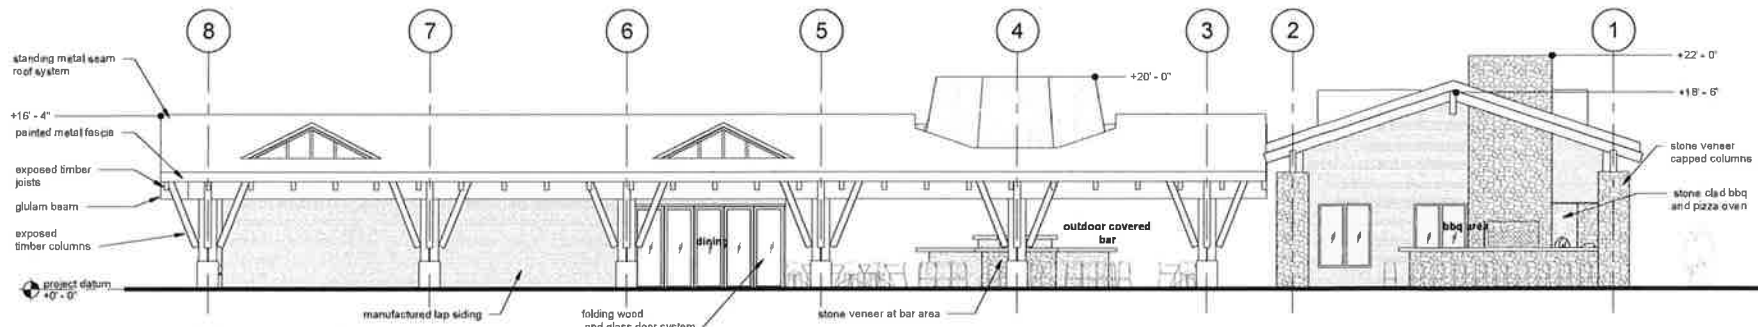 8
7
6
5
4
3
2
1
standing metal seam
roof system
+16' - 4"
painted metal fascia
exposed timber
joists
glulam beam
exposed
timber columns
project datum
+0' - 0"
manufactured lap siding
folding wood
and glass door system
dining
stone veneer at bar area
outdoor covered
bar
+20' - 0"
+22' - 0"
+18' - 6"
stone veneer
capped columns
stone clad bbq
and pizza oven
bbq area